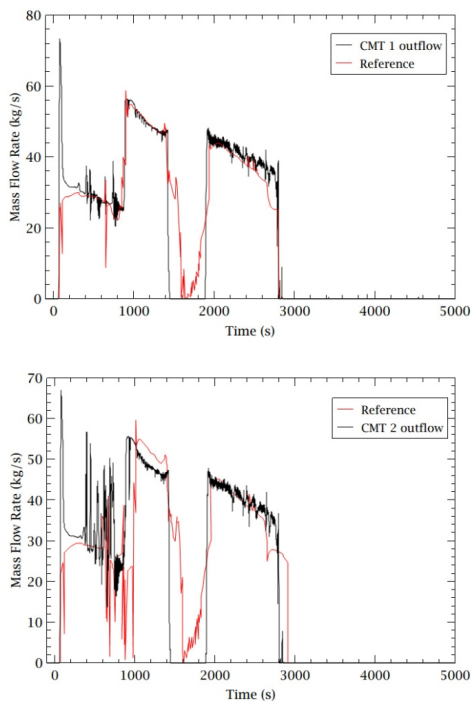 80
60
40
20
0
Mass Flow Rate (kg/s)
CMT 1 outflow
Reference
0 1000 2000 3000 4000 5000
Time (s)
70
60
50
40
30
20
10
0
Mass Flow Rate (kg/s)
Reference
CMT 2 outflow
0 1000 2000 3000 4000 5000
Time (s)